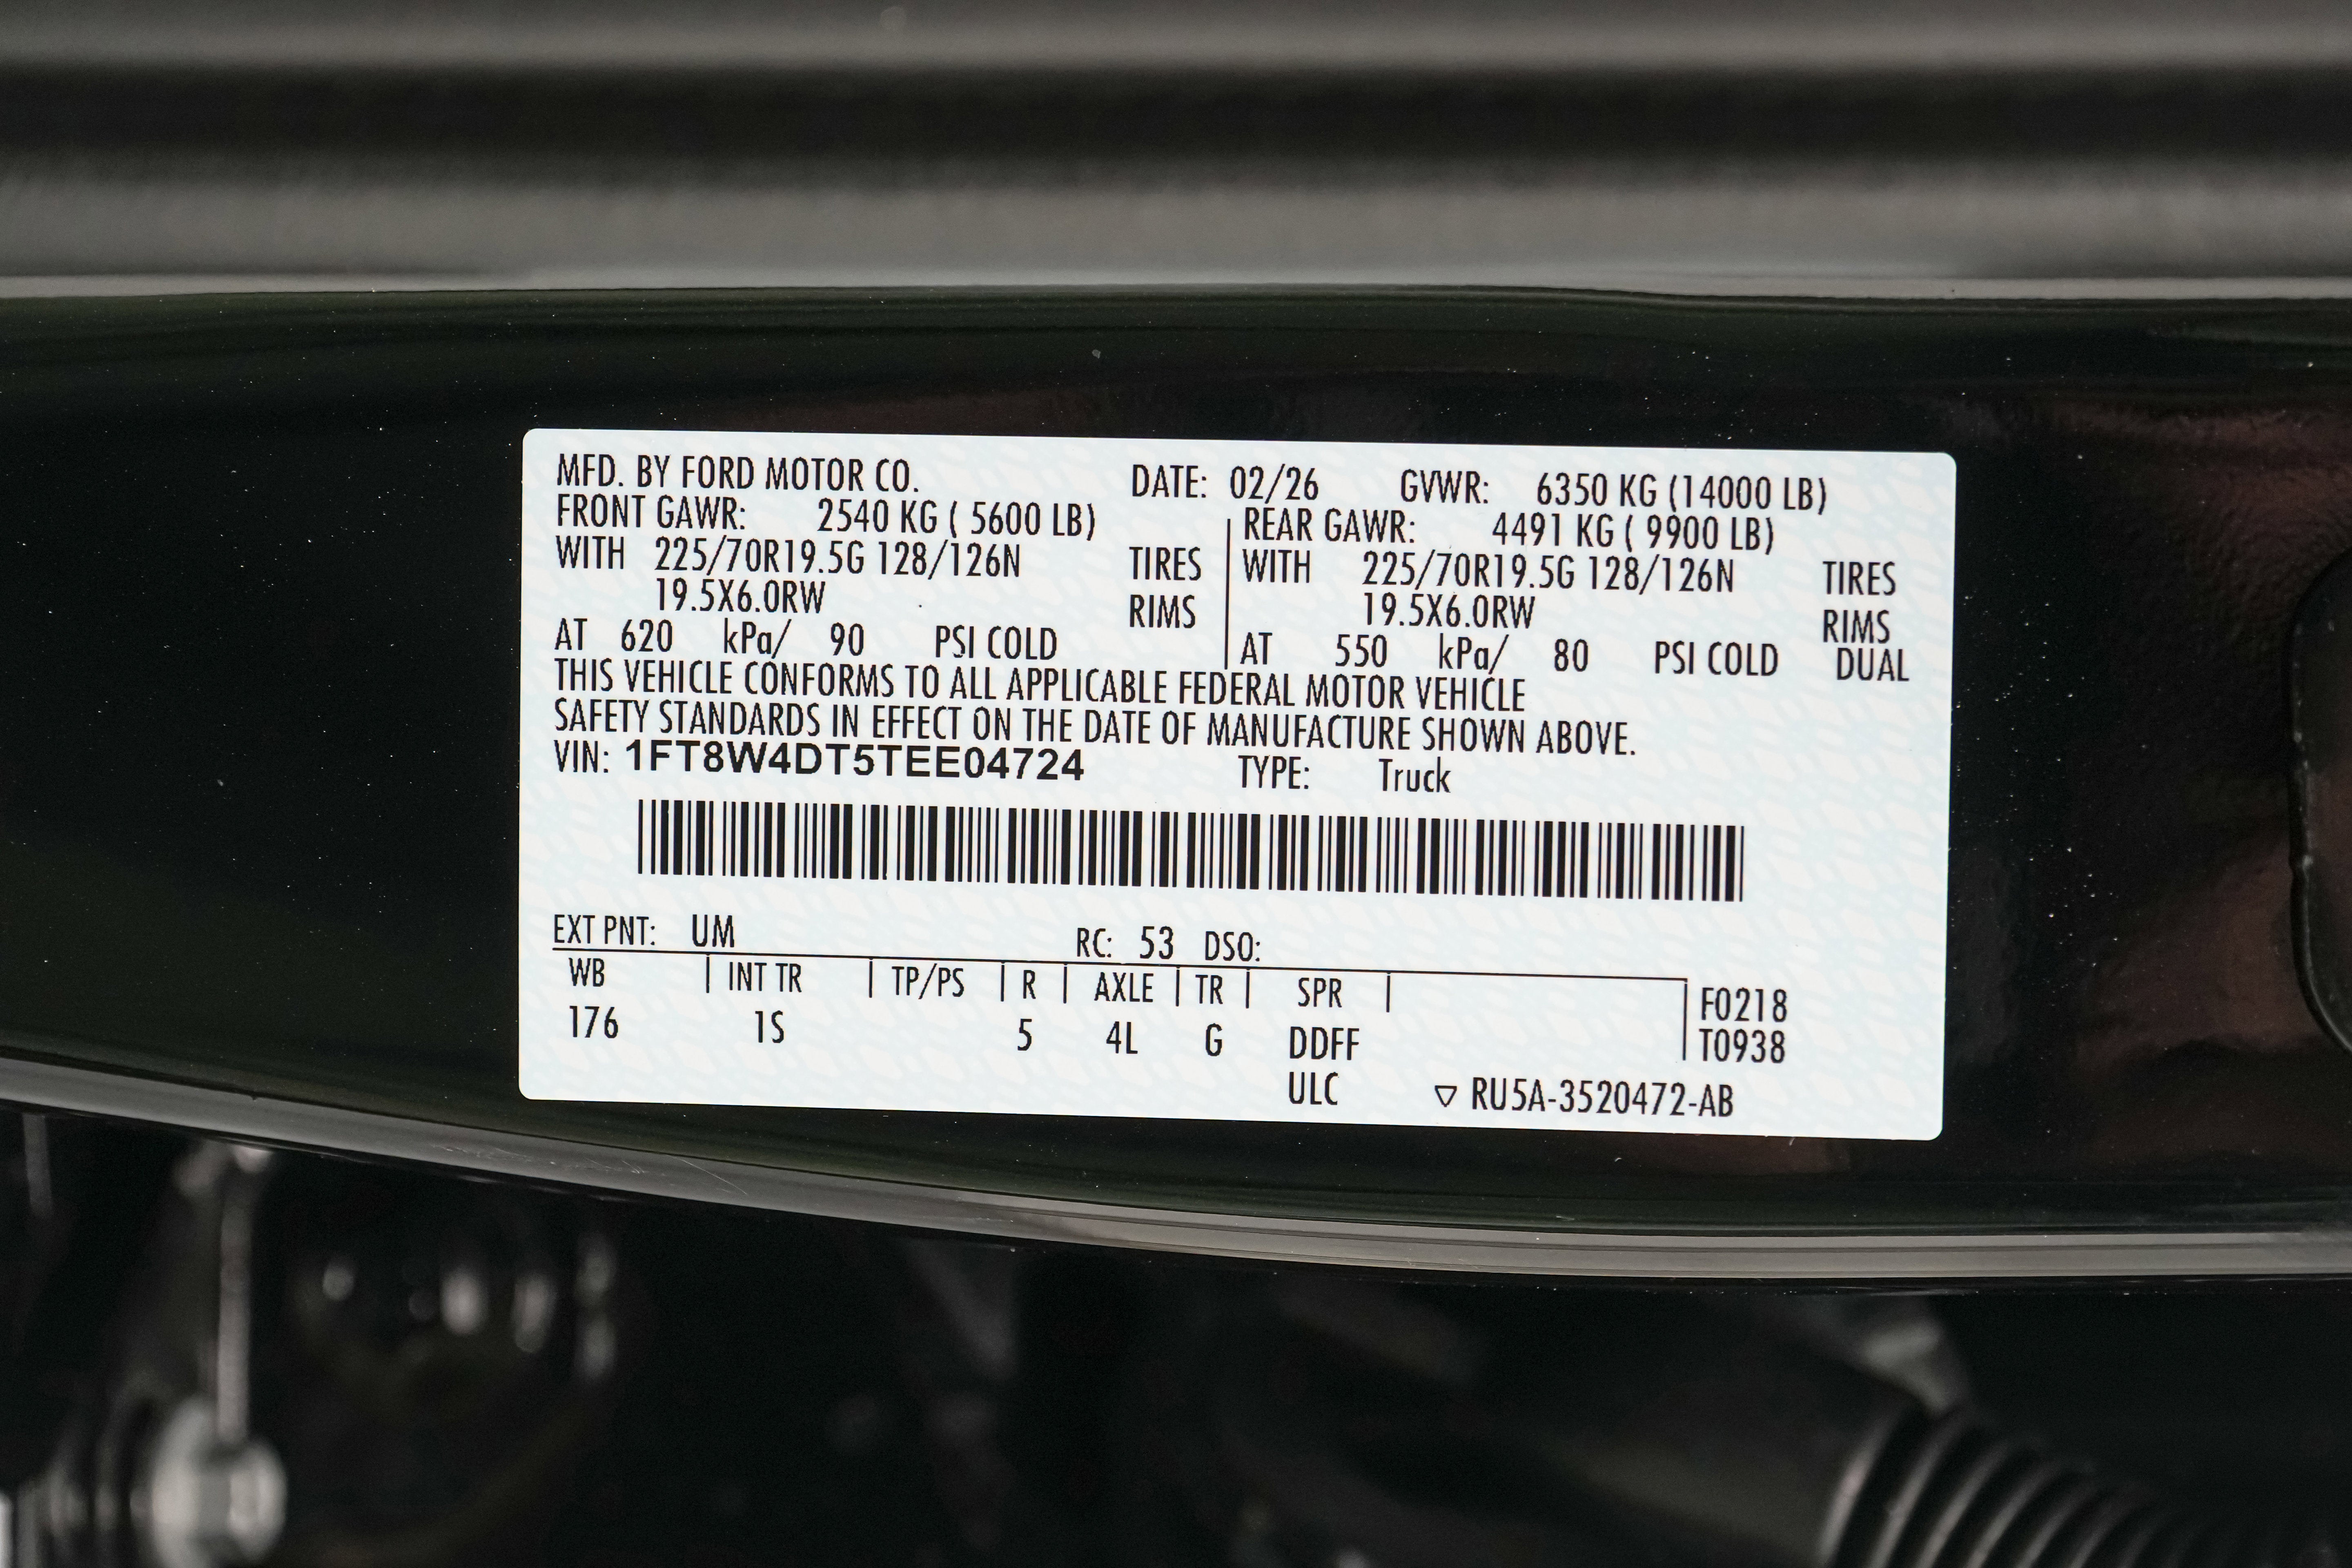 MFD. BY FORD MOTOR CO. DATE: 02/26 GVWR: 6350 KG (14000 LB)
FRONT GAWR: 2540 KG ( 5600 LB) REAR GAWR: 4491 KG ( 9900 LB)
WITH 225/70R19.5G 128/126N TIRES WITH 225/70R19.5G 128/126N TIRES
19.5X6.0RW RIMS 19.5X6.0RW RIMS
AT 620 kPa/ 90 PSI COLD AT 550 kPa/ 80 PSI COLD DUAL
THIS VEHICLE CONFORMS TO ALL APPLICABLE FEDERAL MOTOR VEHICLE
SAFETY STANDARDS IN EFFECT ON THE DATE OF MANUFACTURE SHOWN ABOVE.
VIN: 1FT8W4DT5TEE04724 TYPE: Truck
EXT PNT: UM RC: 53 DSO:
WB | INT TR | TP/PS | R | AXLE | TR | SPR | F0218
176 1S 5 4L G DDFF T0938
ULC ▽ RU5A-3520472-AB